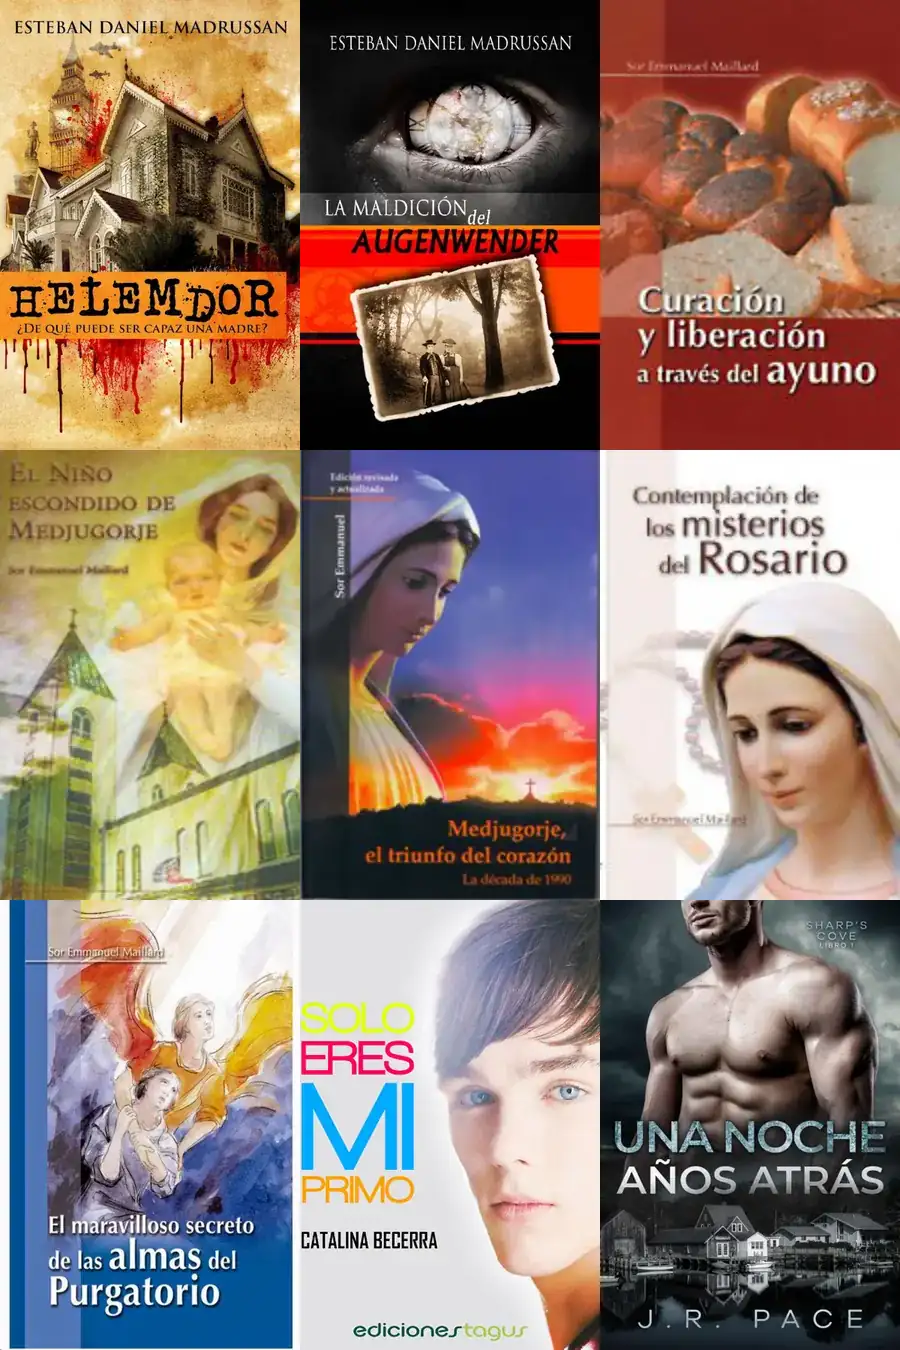 ESTEBAN DANIEL MADRUSSAN
HELEMDOR
¿DE QUÉ PUEDE SER CAPAZ UNA MADRE?
ESTEBAN DANIEL MADRUSSAN
LA MALDICIÓN del
AUGENWENDER
Sor Emmanuel Maillard
Curación
y liberación
a través del ayuno
EL NIÑO
ESCONDIDO DE
MEDJUGORJE
Sor Emmanuel Maillard
Edición revisada
y actualizada
Sor Emmanuel
Medjugorje,
el triunfo del corazón
La década de 1990
Contemplación de
los misterios
del Rosario
Sor Emmanuel Maillard
Sor Emmanuel Maillard
El maravilloso secreto
de las almas del
Purgatorio
SOLO
ERES
MI
PRIMO
CATALINA BECERRA
edicionestagus
SHARP'S
COVE
LIBRO 1
UNA NOCHE
AÑOS ATRÁS
J.R. PACE